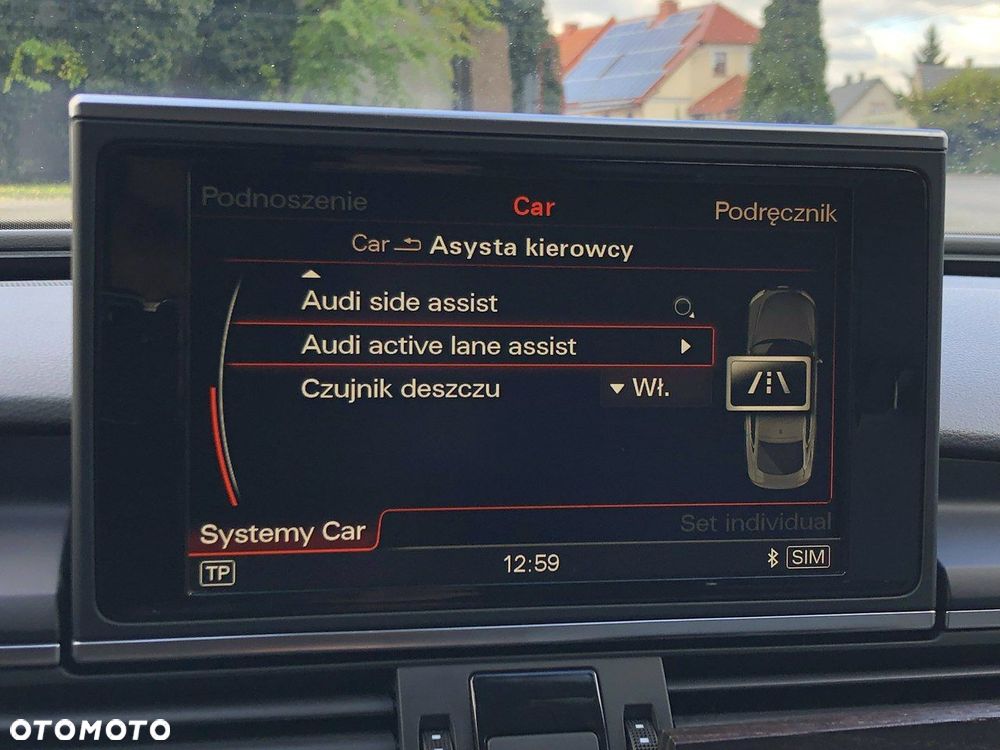 Podnoszenie Car Podręcznik
Car Asysta kierowcy
Audi side assist
Audi active lane assist
Czujnik deszczu Wł.
Systemy Car Set individual
TP 12:59 SIM
OTOMOTO